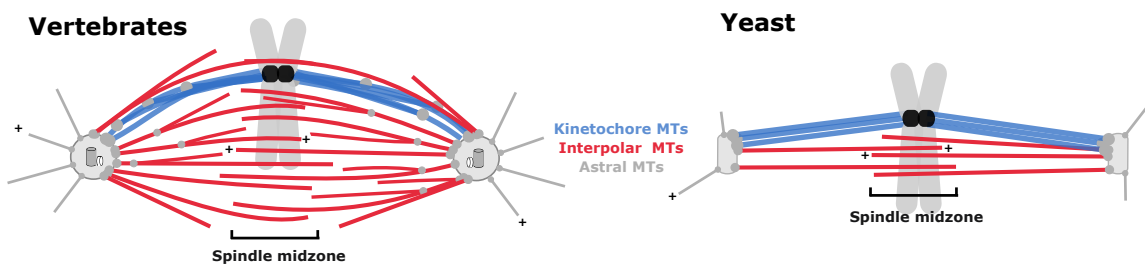 Vertebrates
Yeast
+
+
+
+
Kinetochore MTs
Interpolar MTs
Astral MTs
+
+
+
Spindle midzone
Spindle midzone